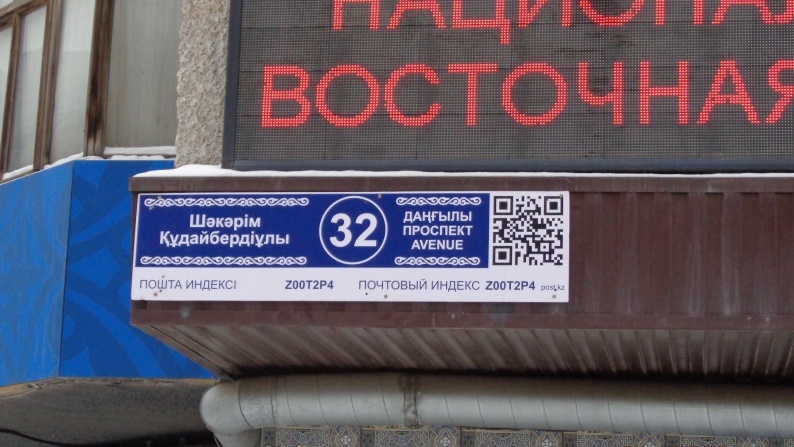 НАЦИОНА
ВОСТОЧНАЯ
Шәкәрім
Құдайбердіұлы
32
ДАҢҒЫЛЫ
ПРОСПЕКТ
AVENUE
ПОШТА ИНДЕКСІ Z00T2P4 ПОЧТОВЫЙ ИНДЕКС Z00T2P4 post.kz